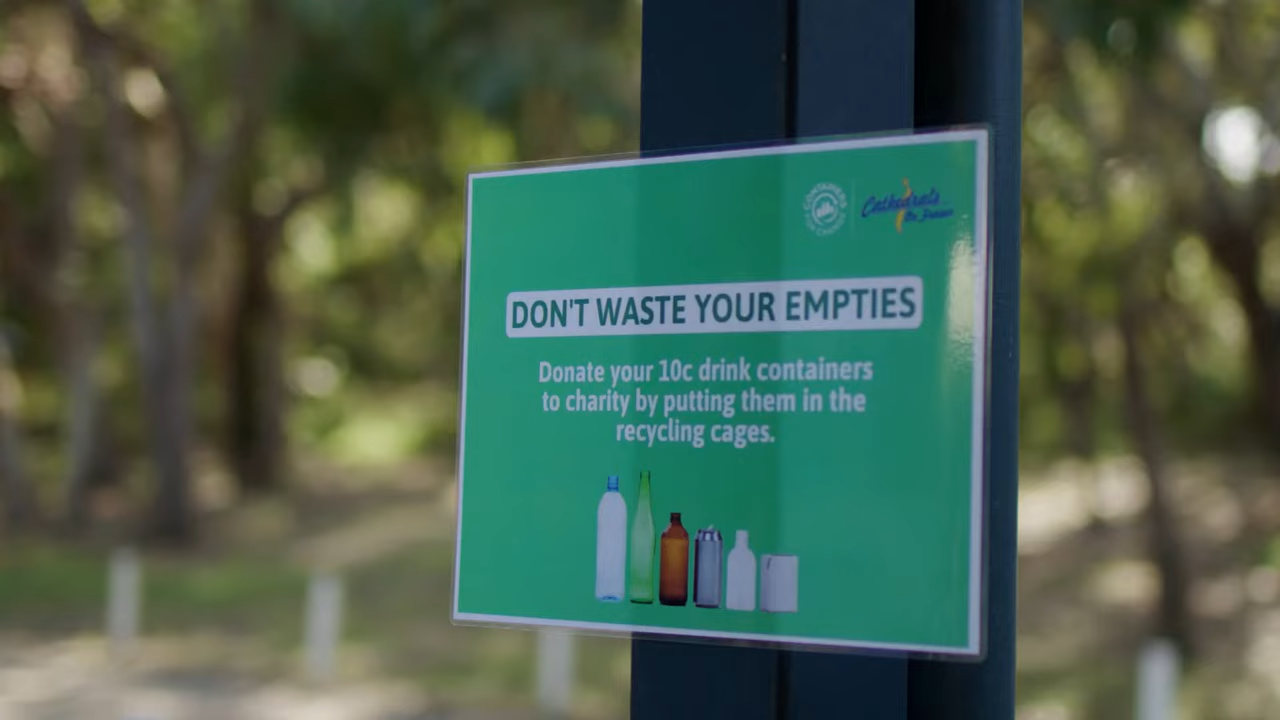 CONTAINERS
Cathedrals
DON'T WASTE YOUR EMPTIES
Donate your 10c drink containers
to charity by putting them in the
recycling cages.